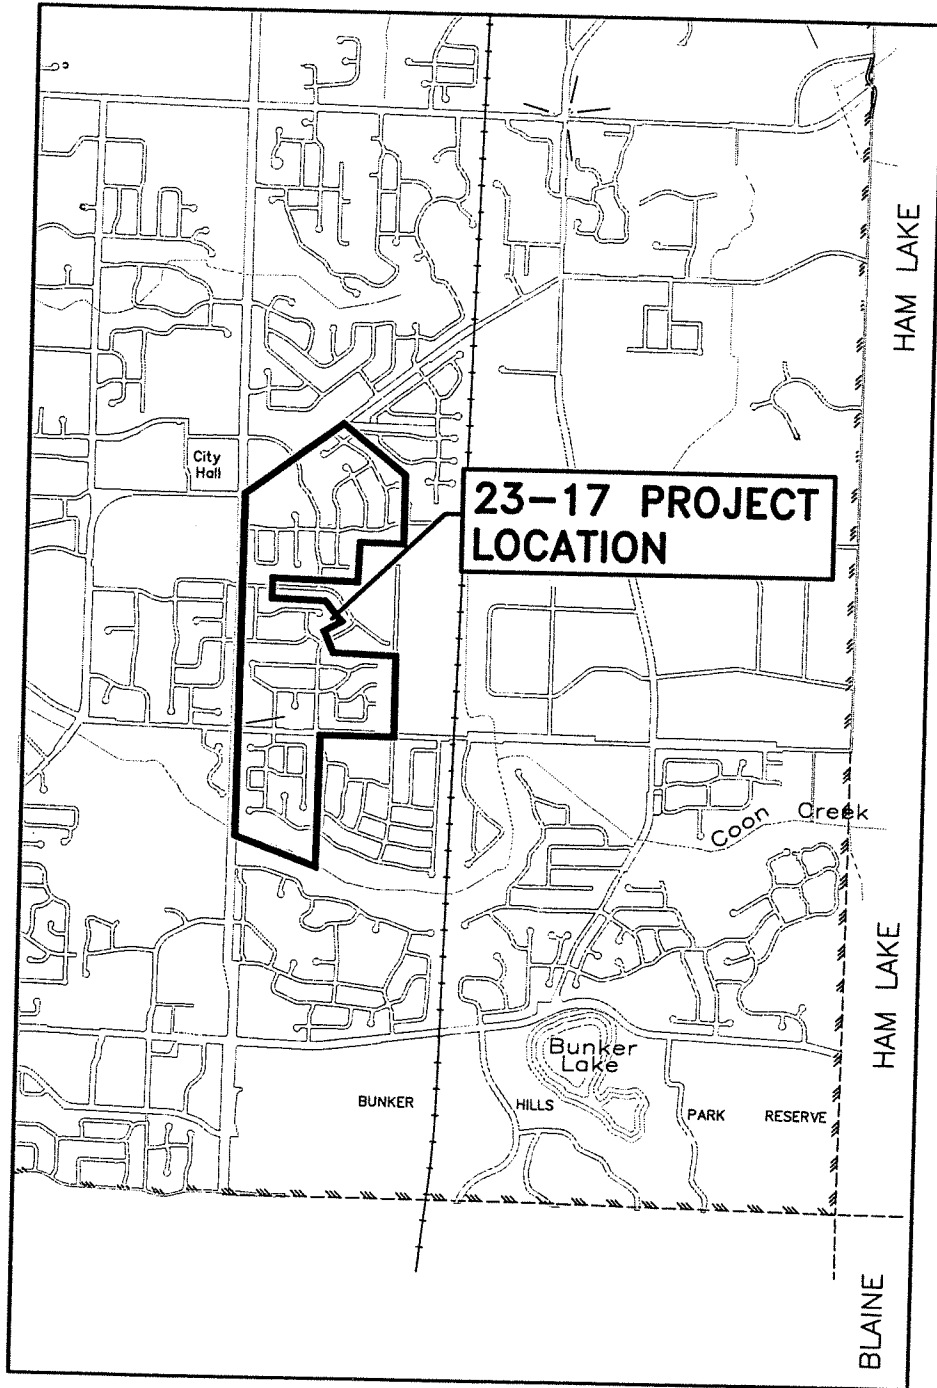 HAM LAKE
City
Hall
23-17 PROJECT
LOCATION
Coon Creek
HAM LAKE
Bunker
Lake
BUNKER HILLS PARK RESERVE
BLAINE